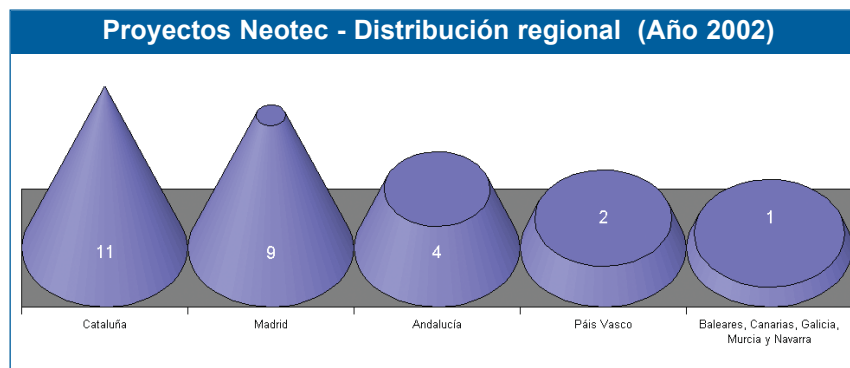 Proyectos Neotec - Distribución regional (Año 2002)
11
9
4
2
1
Cataluña
Madrid
Andalucía
Páis Vasco
Baleares, Canarias, Galicia,
Murcia y Navarra